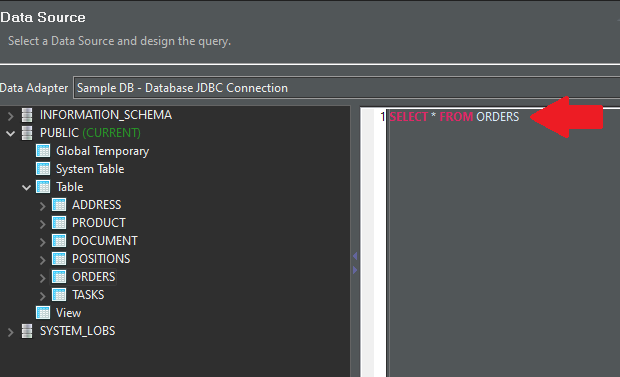 Data Source
Select a Data Source and design the query.
Data Adapter Sample DB - Database JDBC Connection
INFORMATION_SCHEMA
PUBLIC (CURRENT)
Global Temporary
System Table
Table
ADDRESS
PRODUCT
DOCUMENT
POSITIONS
ORDERS
TASKS
View
SYSTEM_LOBS
1 SELECT * FROM ORDERS